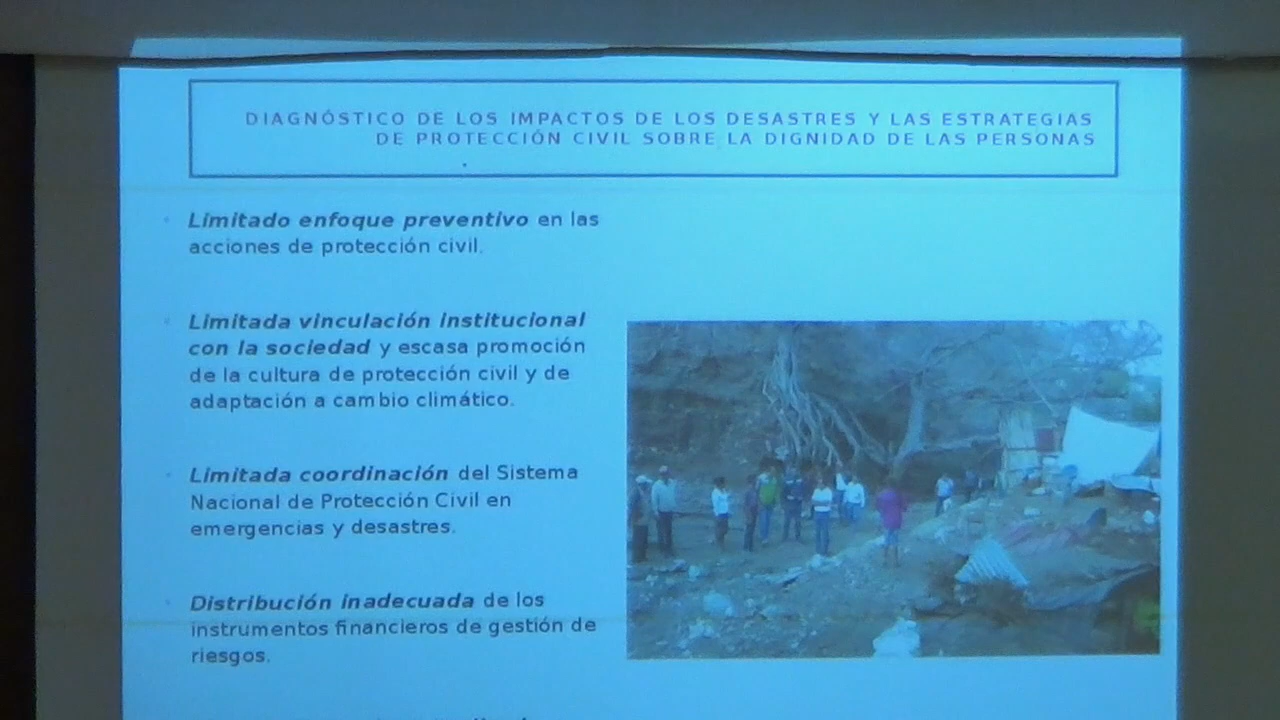 DIAGNÓSTICO DE LOS IMPACTOS DE LOS DESASTRES Y LAS ESTRATEGIAS
DE PROTECCIÓN CIVIL SOBRE LA DIGNIDAD DE LAS PERSONAS
Limitado enfoque preventivo en las
acciones de protección civil.
Limitada vinculación institucional
con la sociedad y escasa promoción
de la cultura de protección civil y de
adaptación a cambio climático.
Limitada coordinación del Sistema
Nacional de Protección Civil en
emergencias y desastres.
Distribución inadecuada de los
instrumentos financieros de gestión de
riesgos.